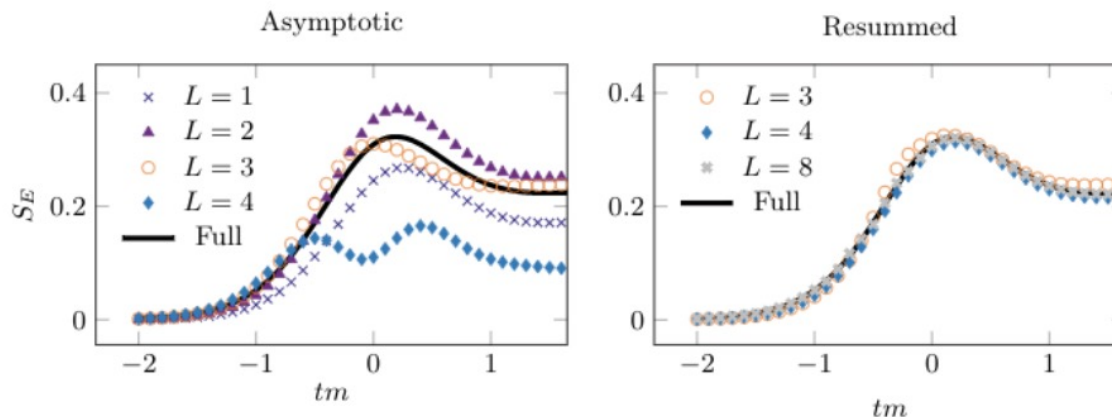 Asymptotic
0.4
0.2
0
S_E
× L = 1
▲ L = 2
○ L = 3
◆ L = 4
Full
−2 −1 0 1
tm
Resummed
0.4
0.2
0
○ L = 3
◆ L = 4
✖ L = 8
Full
−2 −1 0 1
tm